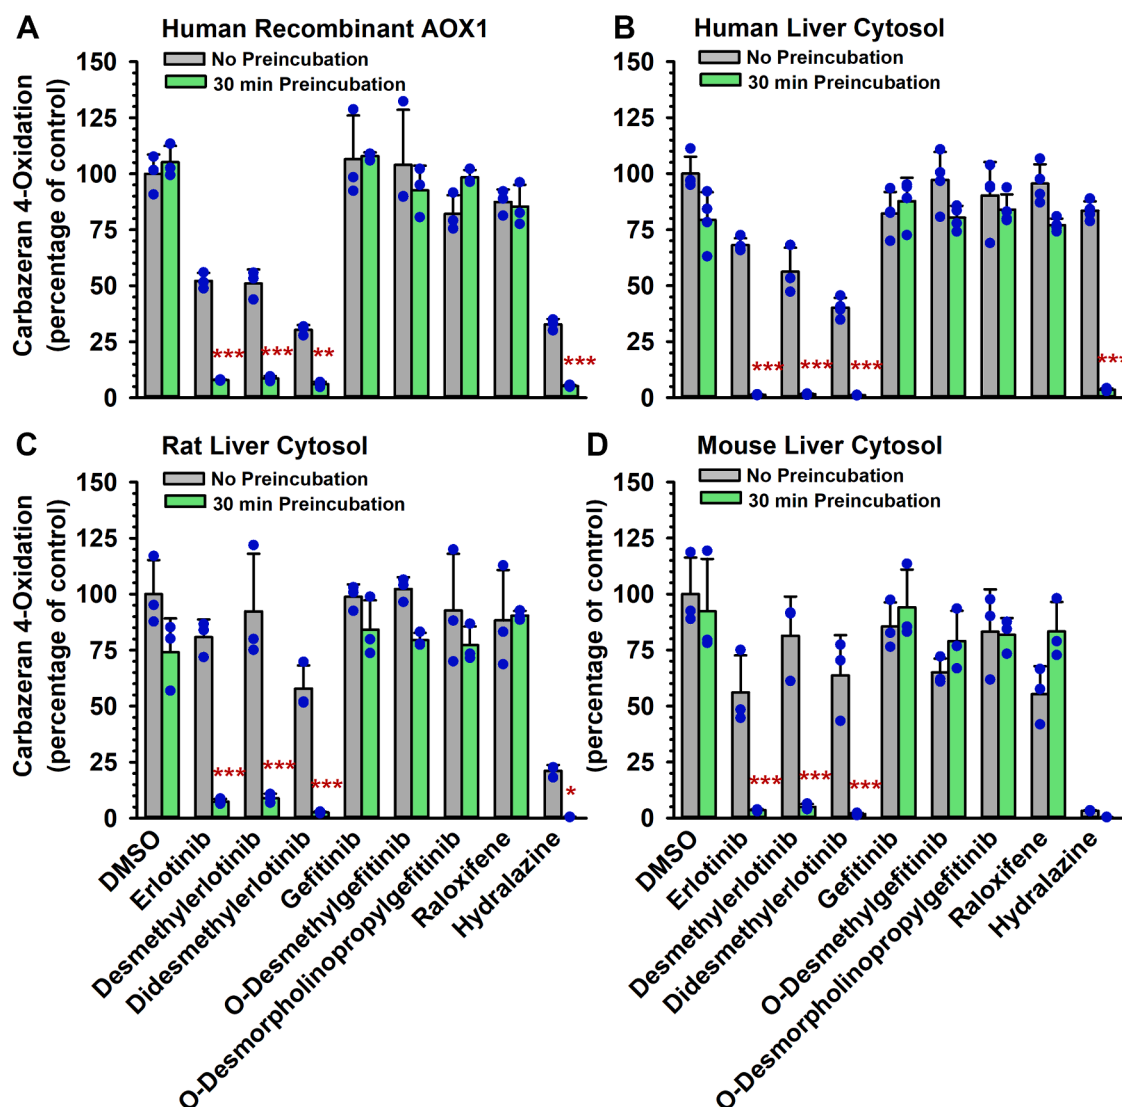 A Human Recombinant AOX1
No Preincubation
30 min Preincubation
Carbazeran 4-Oxidation
(percentage of control)
150
125
100
75
50
25
0
***
***
**
***
B Human Liver Cytosol
No Preincubation
30 min Preincubation
150
125
100
75
50
25
0
***
***
***
***
C Rat Liver Cytosol
No Preincubation
30 min Preincubation
Carbazeran 4-Oxidation
(percentage of control)
150
125
100
75
50
25
0
***
***
***
*
DMSO
Erlotinib
Desmethylerlotinib
Didesmethylerlotinib
Gefitinib
O-Desmethylgefitinib
O-Desmorpholinopropylgefitinib
Raloxifene
Hydralazine
D Mouse Liver Cytosol
No Preincubation
30 min Preincubation
(percentage of control)
150
125
100
75
50
25
0
***
***
***
DMSO
Erlotinib
Desmethylerlotinib
Didesmethylerlotinib
Gefitinib
O-Desmethylgefitinib
O-Desmorpholinopropylgefitinib
Raloxifene
Hydralazine